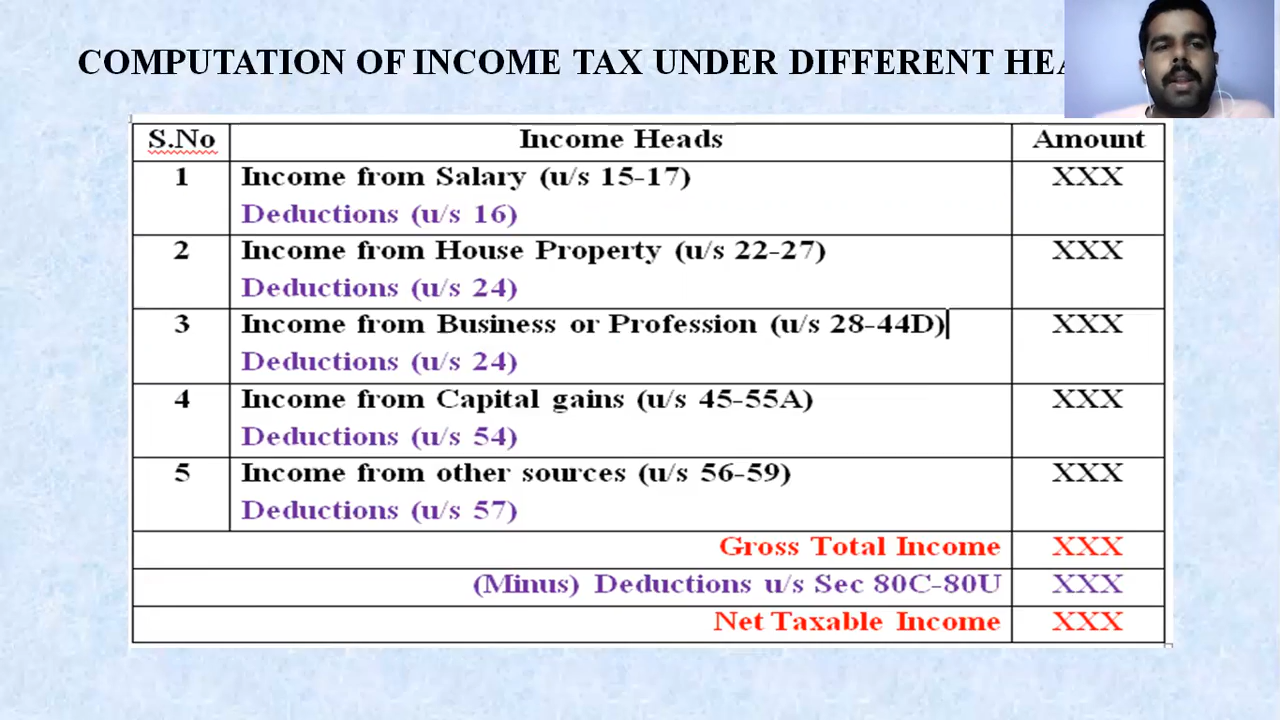 COMPUTATION OF INCOME TAX UNDER DIFFERENT
S.No Income Heads Amount
1 Income from Salary (u/s 15-17) XXX
Deductions (u/s 16)
2 Income from House Property (u/s 22-27) XXX
Deductions (u/s 24)
3 Income from Business or Profession (u/s 28-44D) XXX
Deductions (u/s 24)
4 Income from Capital gains (u/s 45-55A) XXX
Deductions (u/s 54)
5 Income from other sources (u/s 56-59) XXX
Deductions (u/s 57)
Gross Total Income XXX
(Minus) Deductions u/s Sec 80C-80U XXX
Net Taxable Income XXX